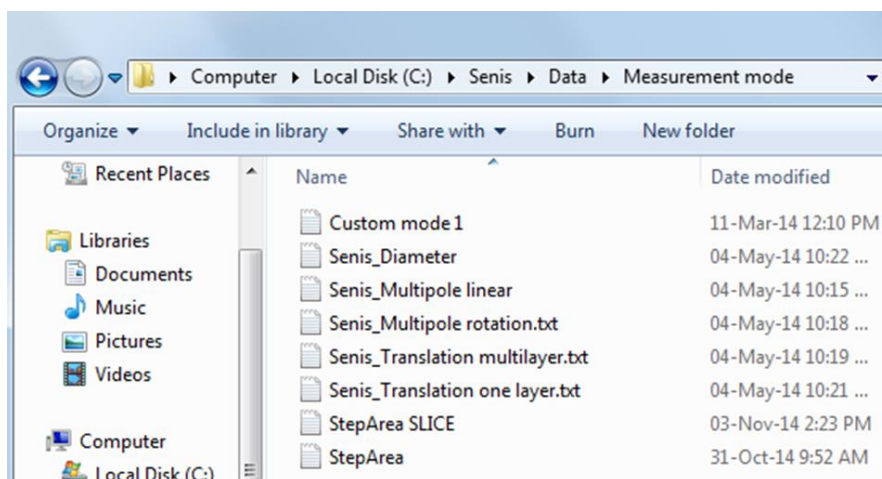 Computer Local Disk (C:) Senis Data Measurement mode
Organize Include in library Share with Burn New folder
Recent Places
Libraries
Documents
Music
Pictures
Videos
Computer
Local Disk (C:)
Name Date modified
Custom mode 1 11-Mar-14 12:10 PM
Senis_Diameter 04-May-14 10:22 ...
Senis_Multipole linear 04-May-14 10:15 ...
Senis_Multipole rotation.txt 04-May-14 10:18 ...
Senis_Translation multilayer.txt 04-May-14 10:19 ...
Senis_Translation one layer.txt 04-May-14 10:21 ...
StepArea SLICE 03-Nov-14 2:23 PM
StepArea 31-Oct-14 9:52 AM